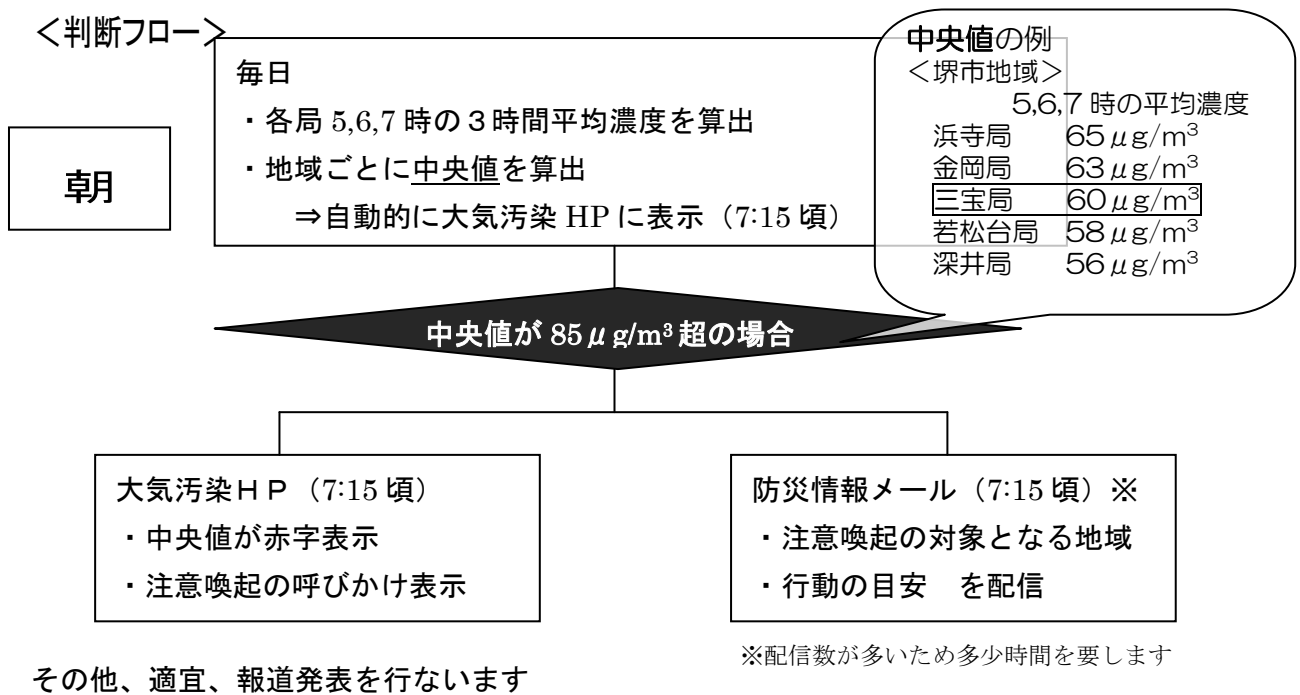 ＜判断フロー＞
朝
毎日
・各局 5,6,7 時の３時間平均濃度を算出
・地域ごとに中央値を算出
⇒自動的に大気汚染 HP に表示（7:15 頃）
中央値の例
＜堺市地域＞
5,6,7 時の平均濃度
浜寺局 65μg/m³
金岡局 63μg/m³
三宝局 60μg/m³
若松台局 58μg/m³
深井局 56μg/m³
中央値が 85μg/m³ 超の場合
大気汚染ＨＰ（7:15 頃）
・中央値が赤字表示
・注意喚起の呼びかけ表示
防災情報メール（7:15 頃）※
・注意喚起の対象となる地域
・行動の目安　を配信
※配信数が多いため多少時間を要します
その他、適宜、報道発表を行ないます